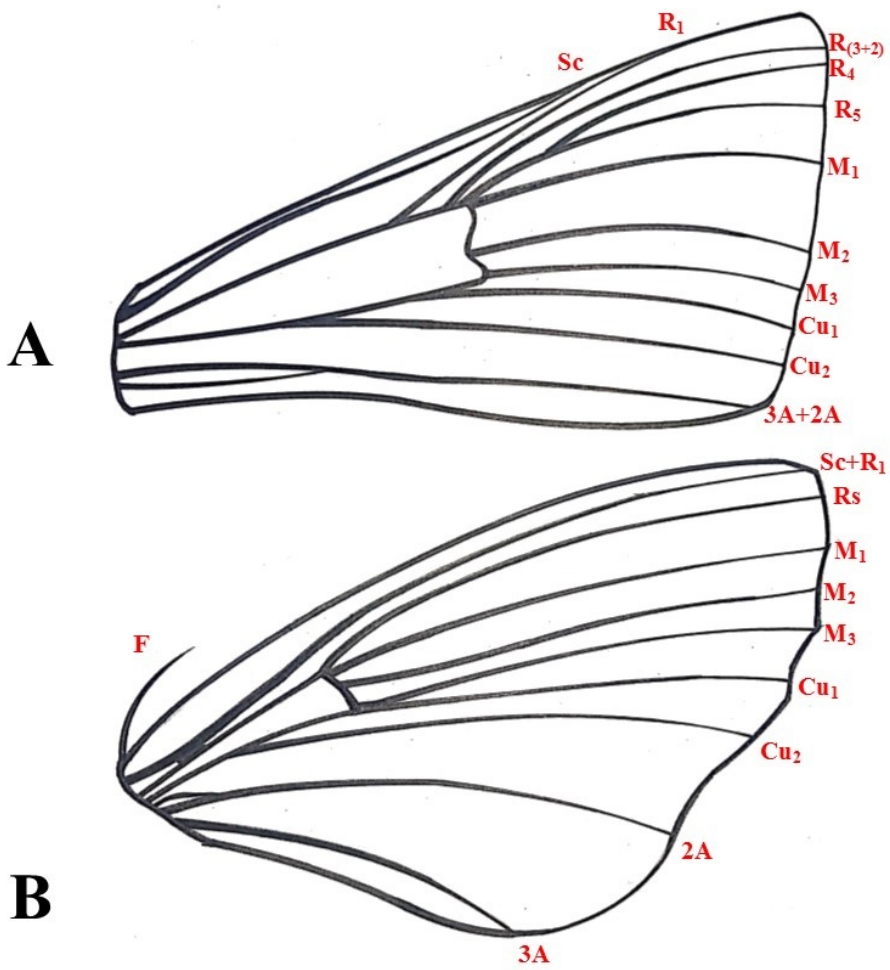 R₁
Sc
R₍₃₊₂₎
R₄
R₅
M₁
M₂
M₃
Cu₁
Cu₂
3A+2A
A
Sc+R₁
Rs
M₁
M₂
M₃
F
Cu₁
Cu₂
2A
B
3A